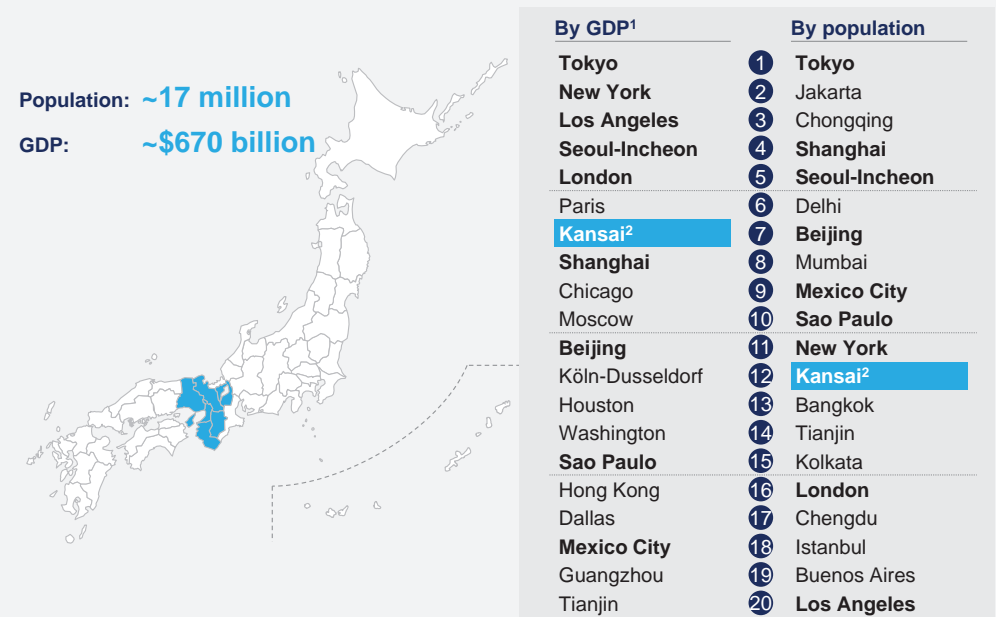 By GDP¹ By population
Population: ~17 million
GDP: ~$670 billion
Tokyo 1 Tokyo
New York 2 Jakarta
Los Angeles 3 Chongqing
Seoul-Incheon 4 Shanghai
London 5 Seoul-Incheon
Paris 6 Delhi
Kansai² 7 Beijing
Shanghai 8 Mumbai
Chicago 9 Mexico City
Moscow 10 Sao Paulo
Beijing 11 New York
Köln-Dusseldorf 12 Kansai²
Houston 13 Bangkok
Washington 14 Tianjin
Sao Paulo 15 Kolkata
Hong Kong 16 London
Dallas 17 Chengdu
Mexico City 18 Istanbul
Guangzhou 19 Buenos Aires
Tianjin 20 Los Angeles